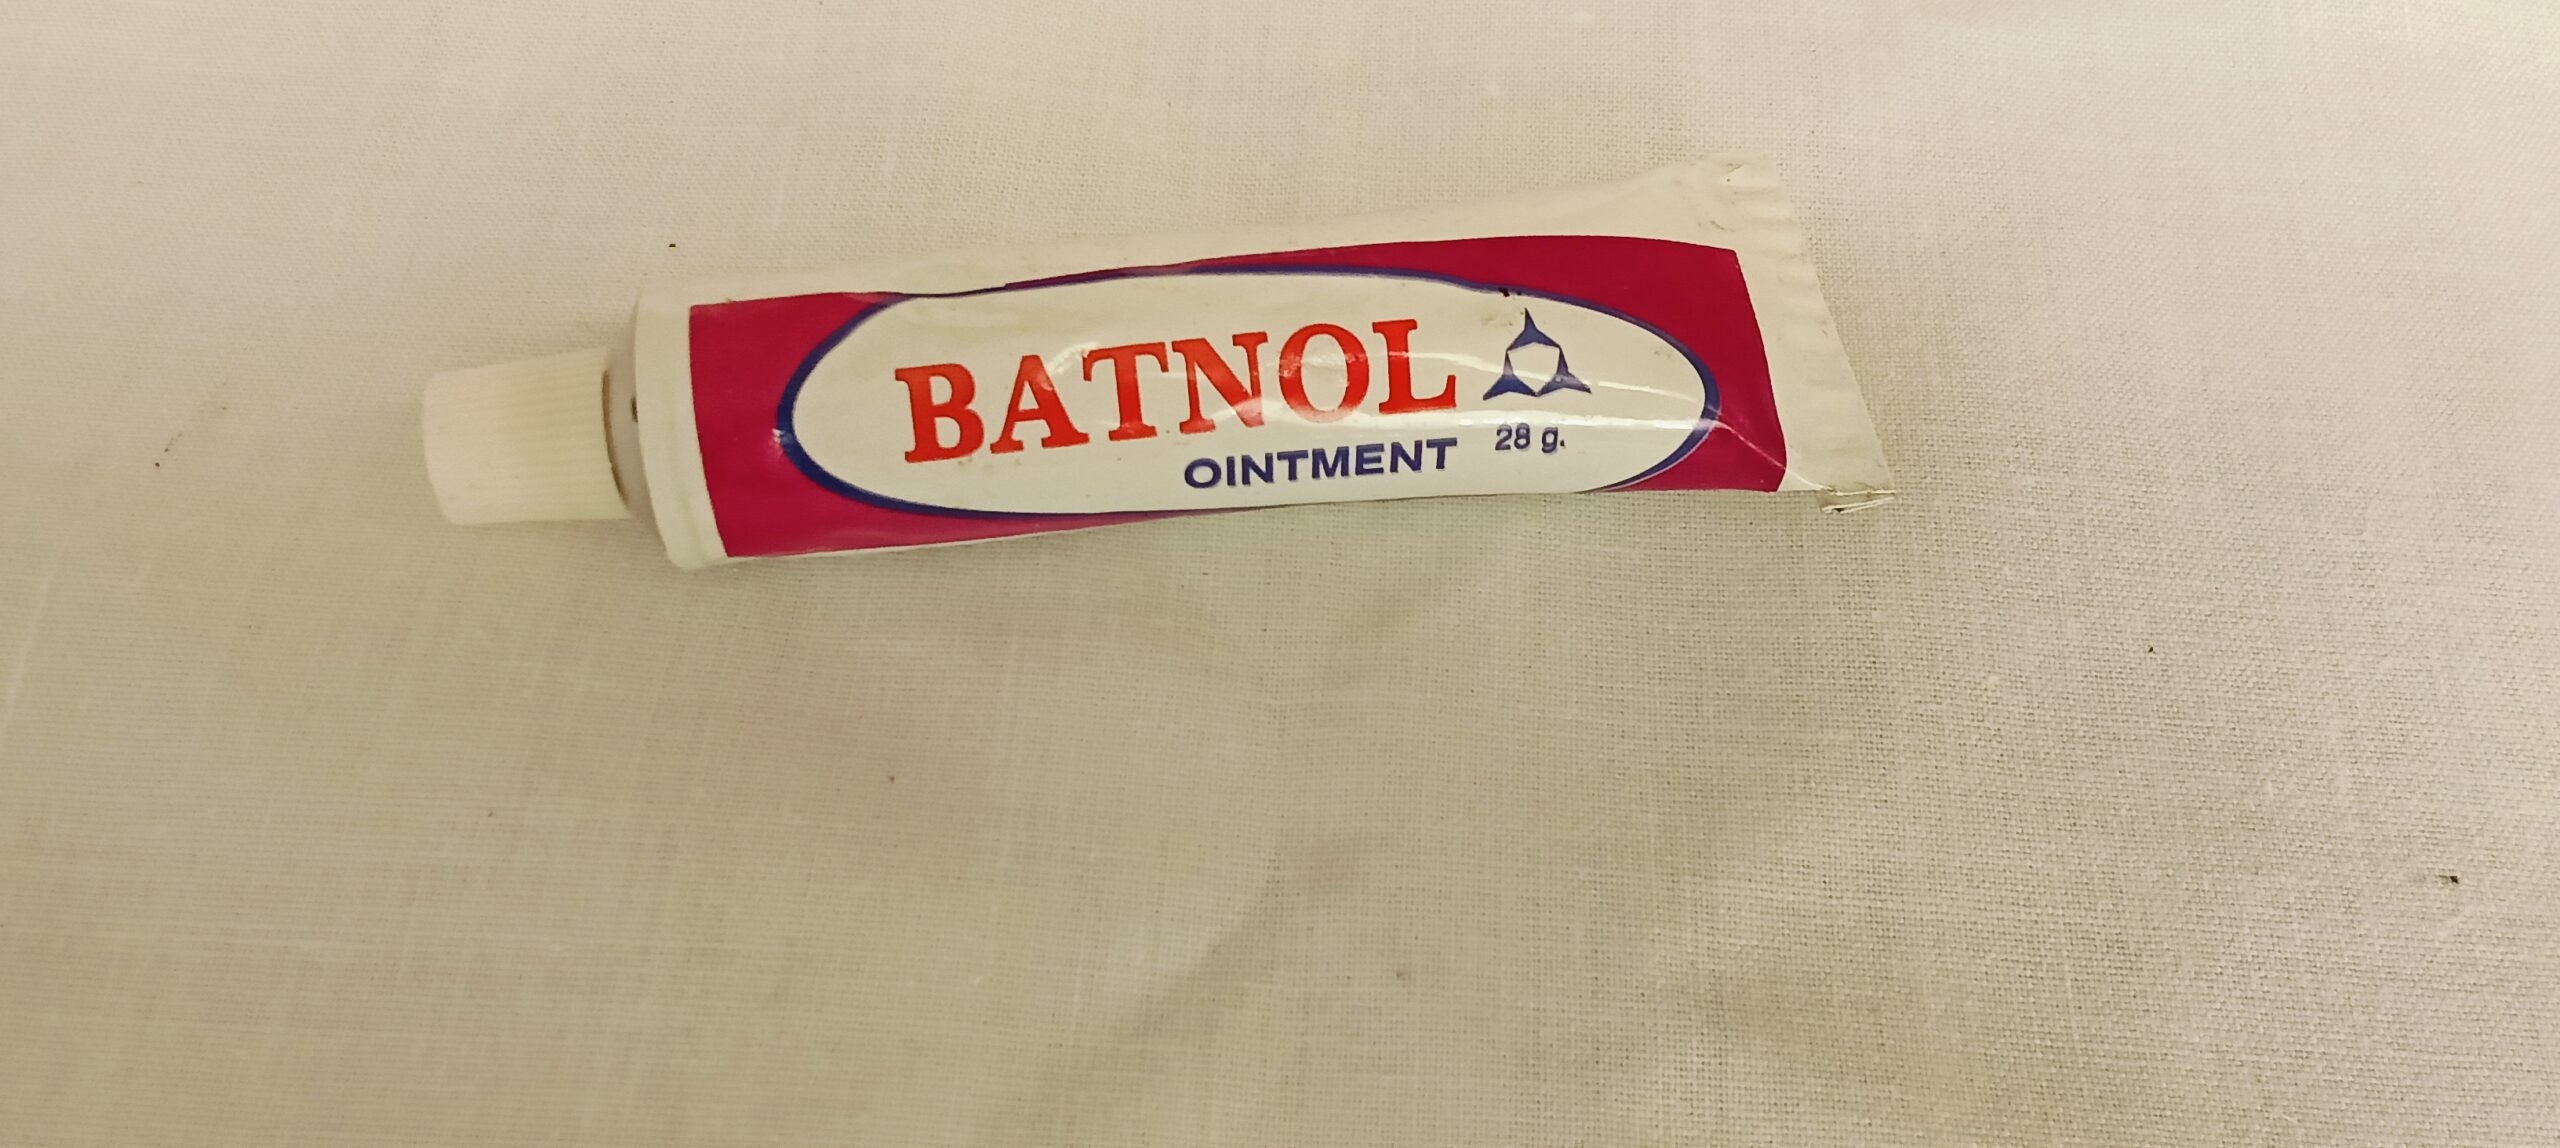 BATNOL
OINTMENT
28 g.